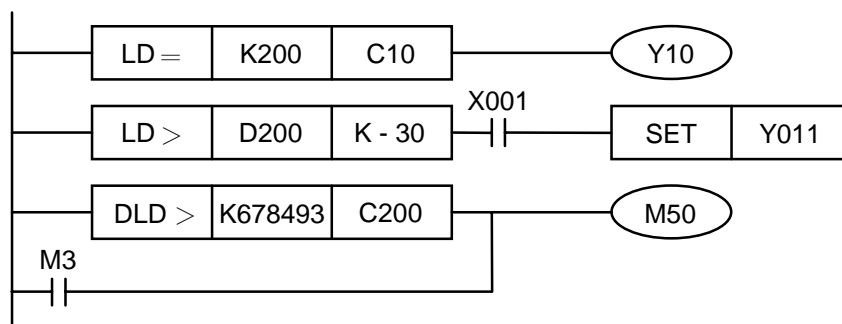 LD = K200 C10 Y10
X001
LD > D200 K - 30 SET Y011
DLD > K678493 C200 M50
M3